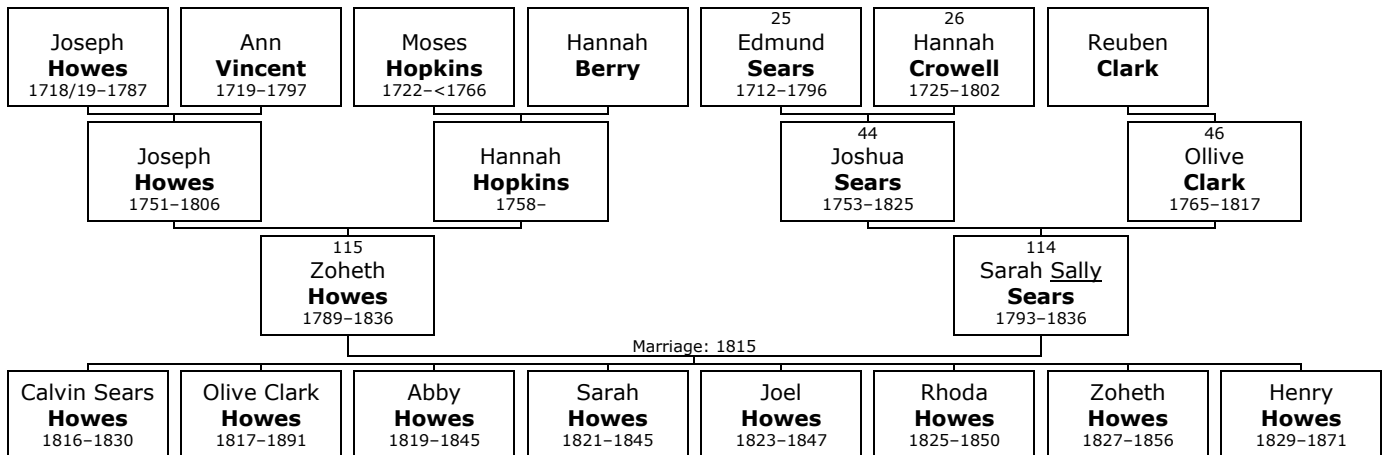 Joseph
Howes
1718/19–1787
Ann
Vincent
1719–1797
Moses
Hopkins
1722–<1766
Hannah
Berry
25
Edmund
Sears
1712–1796
26
Hannah
Crowell
1725–1802
Reuben
Clark
Joseph
Howes
1751–1806
Hannah
Hopkins
1758–
44
Joshua
Sears
1753–1825
46
Ollive
Clark
1765–1817
115
Zoheth
Howes
1789–1836
114
Sarah Sally
Sears
1793–1836
Marriage: 1815
Calvin Sears
Howes
1816–1830
Olive Clark
Howes
1817–1891
Abby
Howes
1819–1845
Sarah
Howes
1821–1845
Joel
Howes
1823–1847
Rhoda
Howes
1825–1850
Zoheth
Howes
1827–1856
Henry
Howes
1829–1871